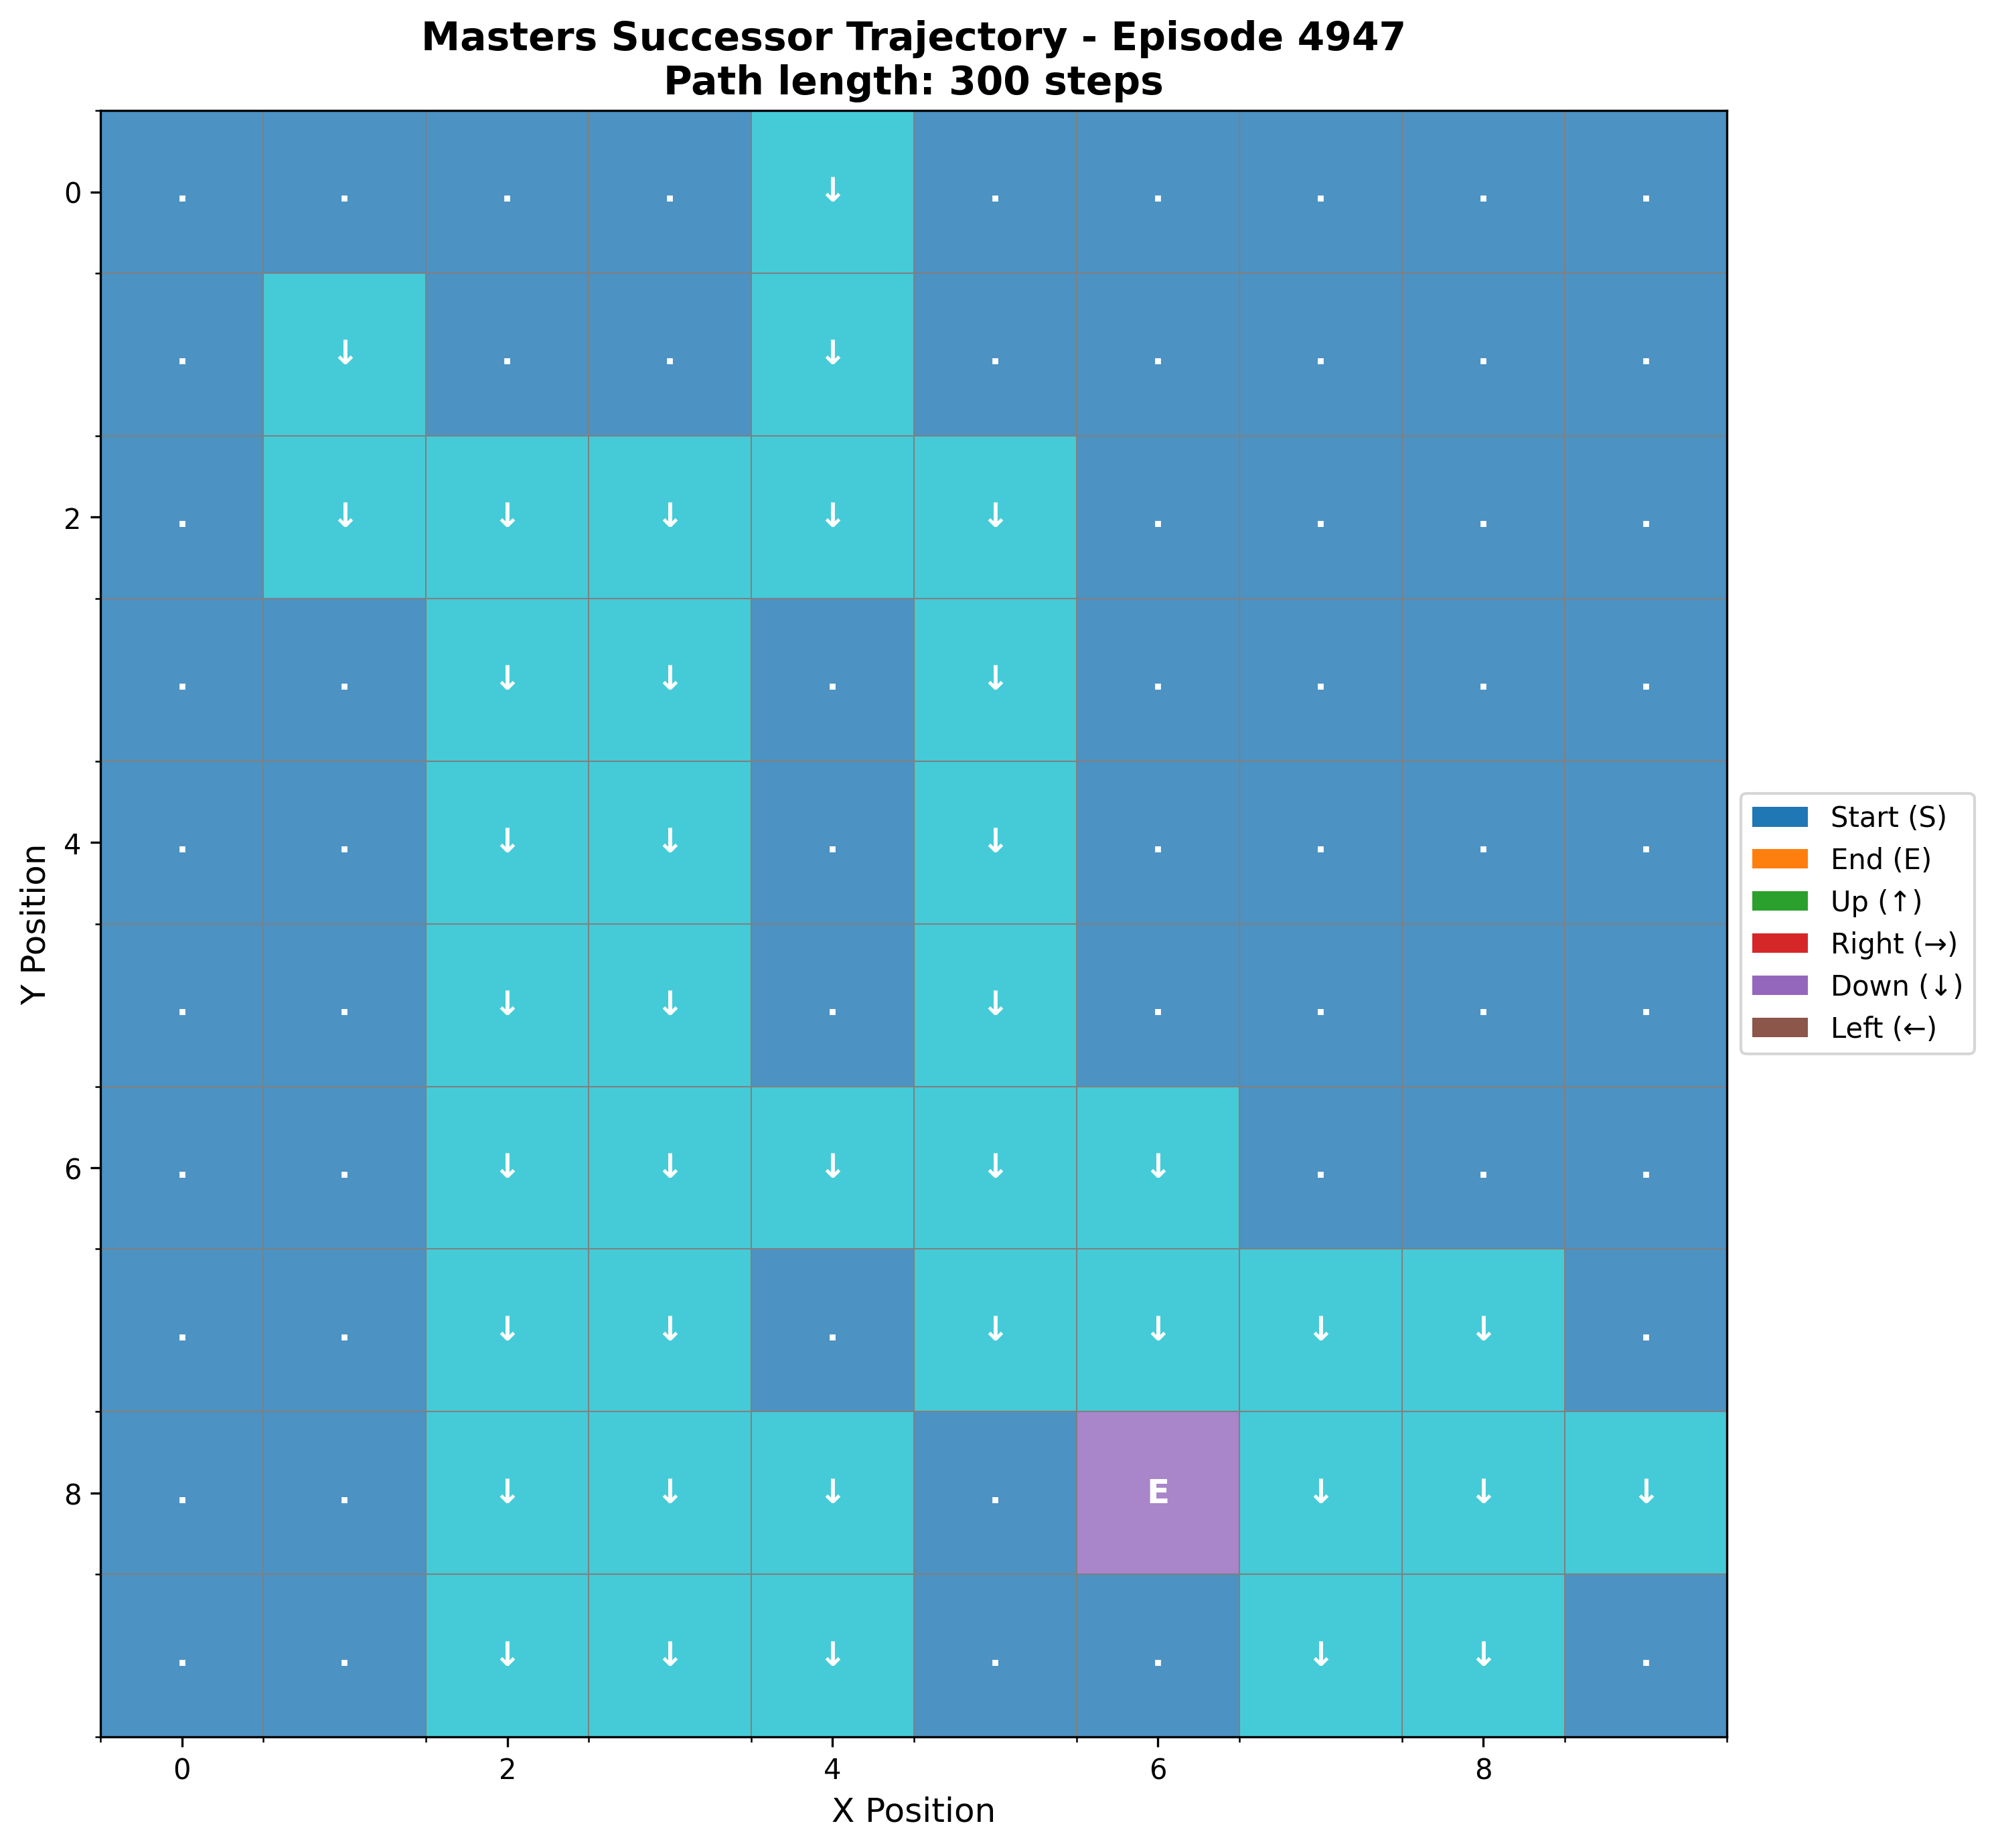 Masters Successor Trajectory - Episode 4947
Path length: 300 steps
0 . . . . ↓ . . . . .
. ↓ . . ↓ . . . . .
2 . ↓ ↓ ↓ ↓ ↓ . . . .
. . ↓ ↓ . ↓ . . . .
4 . . ↓ ↓ . ↓ . . . .
. . ↓ ↓ . ↓ . . . .
6 . . ↓ ↓ ↓ ↓ ↓ . . .
. . ↓ ↓ . ↓ ↓ ↓ ↓ .
8 . . ↓ ↓ ↓ . E ↓ ↓ ↓
. . ↓ ↓ ↓ . . ↓ ↓ .
0 2 4 6 8
X Position
Y Position
Start (S)
End (E)
Up (↑)
Right (→)
Down (↓)
Left (←)